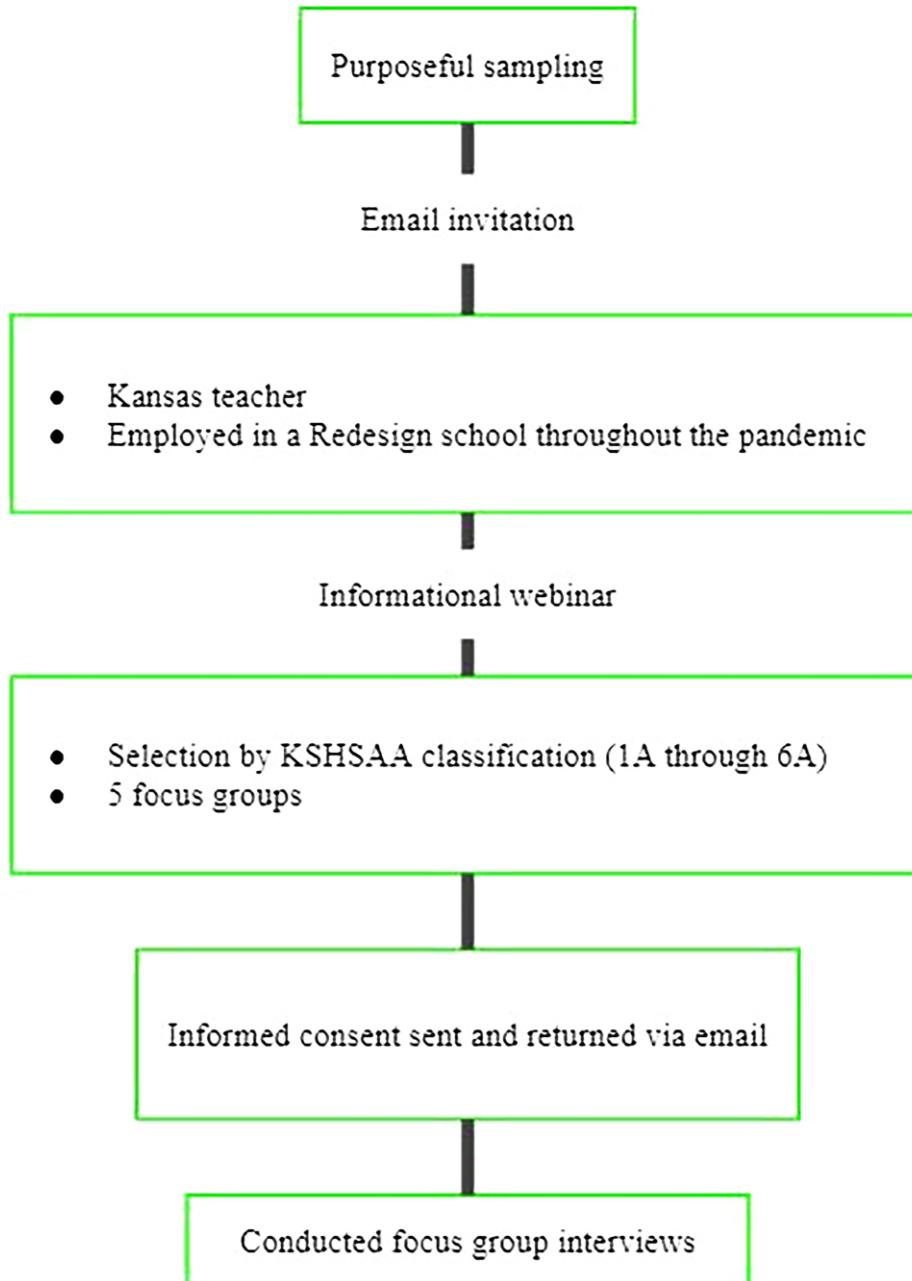 Purposeful sampling
Email invitation
● Kansas teacher
● Employed in a Redesign school throughout the pandemic
Informational webinar
● Selection by KSHSAA classification (1A through 6A)
● 5 focus groups
Informed consent sent and returned via email
Conducted focus group interviews